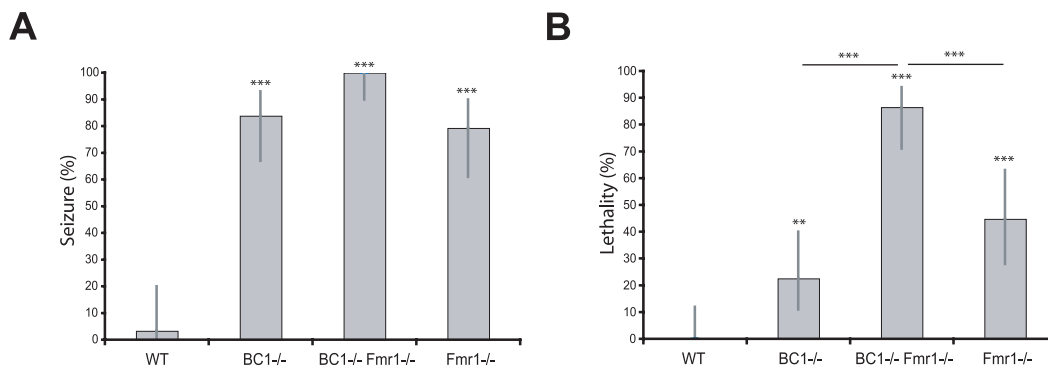 A
Seizure (%)
100
90
80
70
60
50
40
30
20
10
0
***
***
***
WT
BC1-/-
BC1-/- Fmr1-/-
Fmr1-/-
B
Lethality (%)
100
90
80
70
60
50
40
30
20
10
0
***
***
**
***
***
WT
BC1-/-
BC1-/- Fmr1-/-
Fmr1-/-